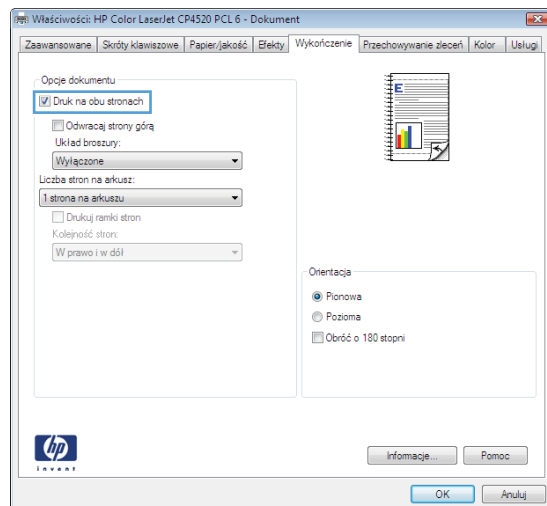 Właściwości: HP Color LaserJet CP4520 PCL 6 - Dokument
Zaawansowane Skróty klawiszowe Papier/jakość Efekty Wykończenie Przechowywanie zleceń Kolor Usługi
Opcje dokumentu
Druk na obu stronach
Odwracaj strony górą
Układ broszury:
Wyłączone
Liczba stron na arkusz:
1 strona na arkuszu
Drukuj ramki stron
Kolejność stron:
W prawo i w dół
E
Orientacja
Pionowa
Pozioma
Obróć o 180 stopni
hp
invent
Informacje... Pomoc
OK Anuluj